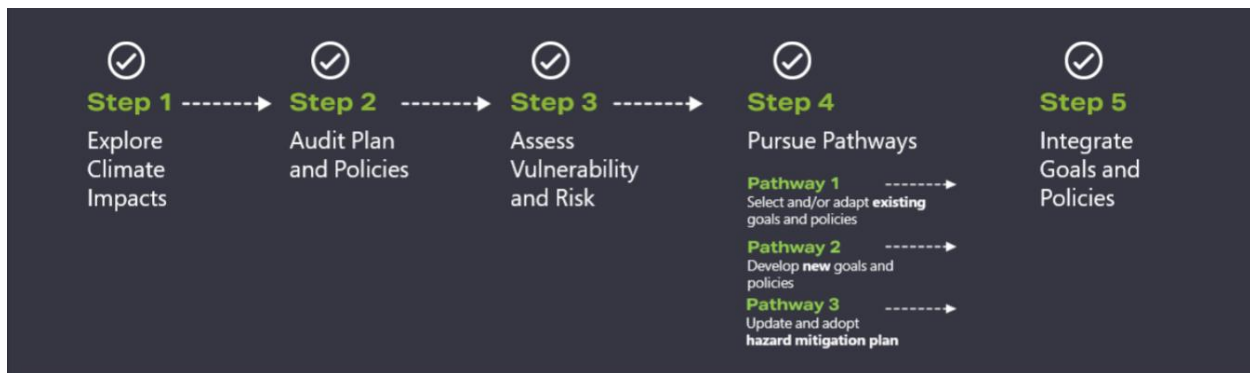 Step 1
Explore
Climate
Impacts
Step 2
Audit Plan
and Policies
Step 3
Assess
Vulnerability
and Risk
Step 4
Pursue Pathways
Pathway 1
Select and/or adapt existing
goals and policies
Pathway 2
Develop new goals and
policies
Pathway 3
Update and adopt
hazard mitigation plan
Step 5
Integrate
Goals and
Policies